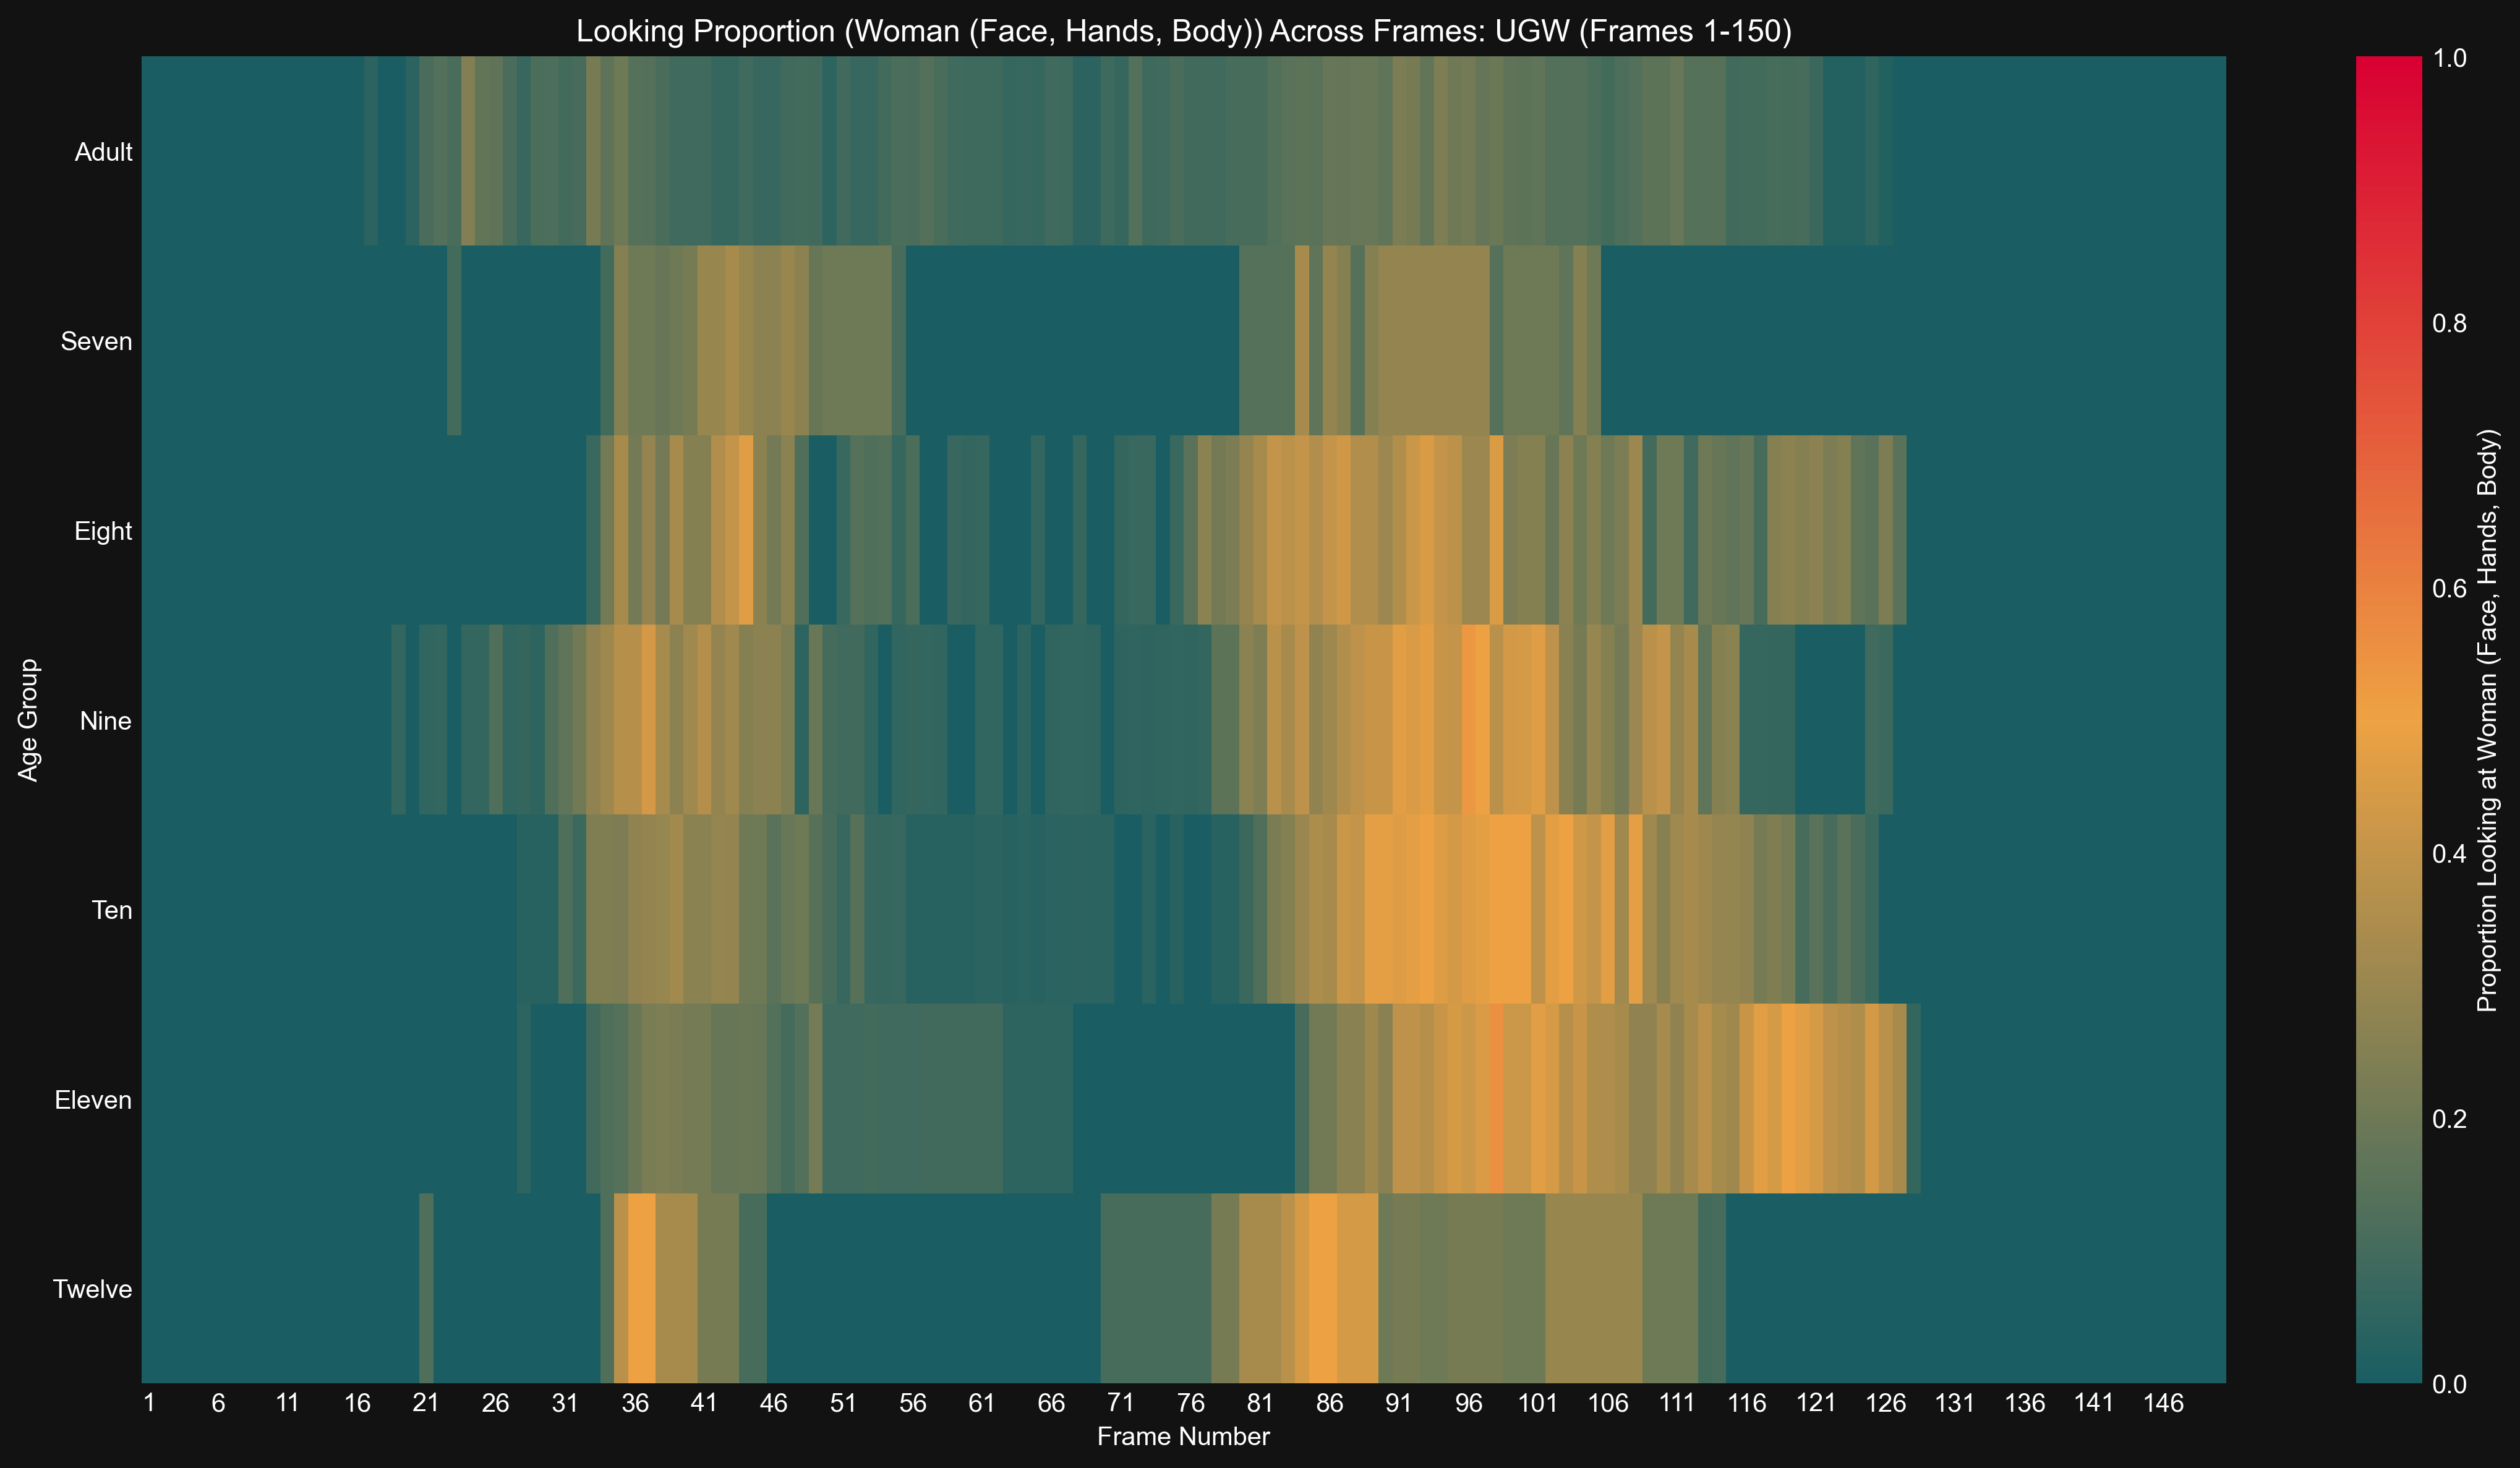 Looking Proportion (Woman (Face, Hands, Body)) Across Frames: UGW (Frames 1-150)
Age Group
Adult
Seven
Eight
Nine
Ten
Eleven
Twelve
1 6 11 16 21 26 31 36 41 46 51 56 61 66 71 76 81 86 91 96 101 106 111 116 121 126 131 136 141 146
Frame Number
1.0
0.8
0.6
0.4
0.2
0.0
Proportion Looking at Woman (Face, Hands, Body)